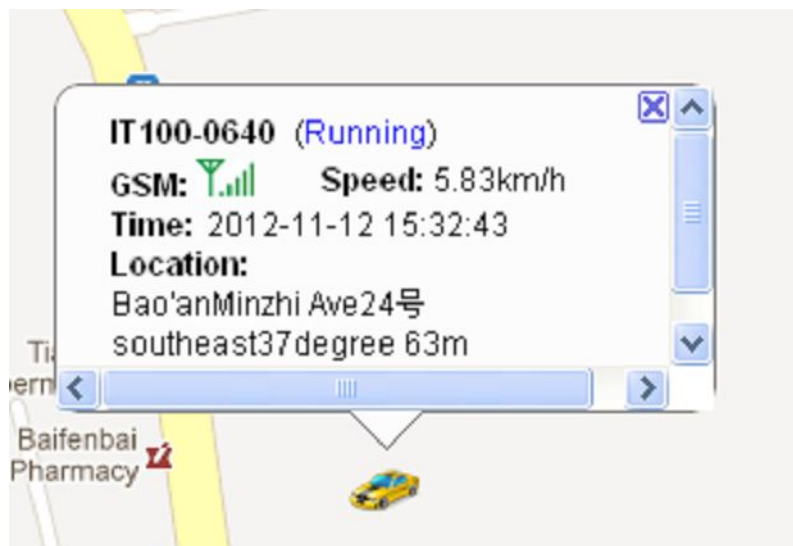 IT100-0640 (Running)
GSM: Speed: 5.83km/h
Time: 2012-11-12 15:32:43
Location:
Bao'anMinzhi Ave24号
southeast37degree 63m
Baifenbai
Pharmacy